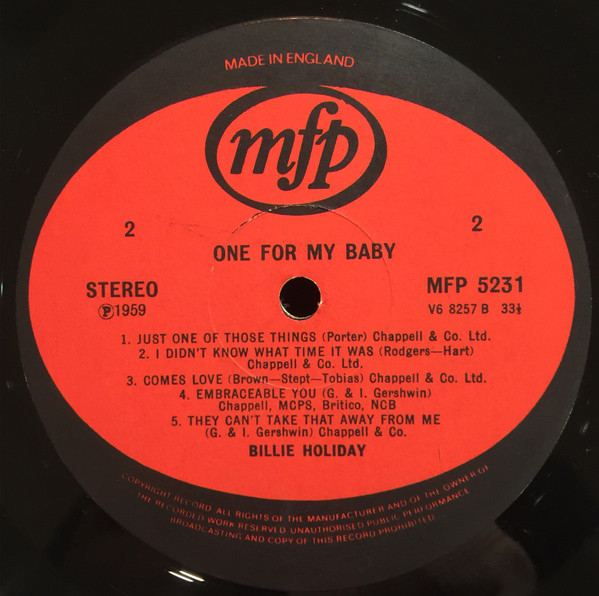 MADE IN ENGLAND
mfp
2
2
ONE FOR MY BABY
STEREO
MFP 5231
Ⓟ1959
V6 8257 B 33⅓
1. JUST ONE OF THOSE THINGS (Porter) Chappell & Co. Ltd.
2. I DIDN'T KNOW WHAT TIME IT WAS (Rodgers—Hart)
Chappell & Co. Ltd.
3. COMES LOVE (Brown—Stept—Tobias) Chappell & Co. Ltd.
4. EMBRACEABLE YOU (G. & I. Gershwin)
Chappell, MCPS, Britico, NCB
5. THEY CAN'T TAKE THAT AWAY FROM ME
(G. & I. Gershwin) Chappell & Co.
BILLIE HOLIDAY
COPYRIGHT RECORD. ALL RIGHTS OF THE MANUFACTURER AND OF THE OWNER OF
THE RECORDED WORK RESERVED. UNAUTHORISED PUBLIC PERFORMANCE
BROADCASTING AND COPY OF THIS RECORD PROHIBITED